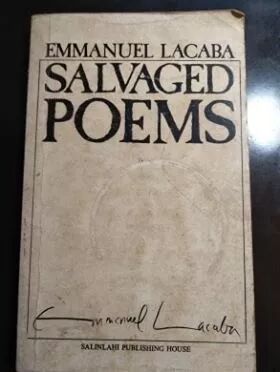 EMMANUEL LACABA
SALVAGED
POEMS
Emmanuel Lacaba
SALINLAHI PUBLISHING HOUSE